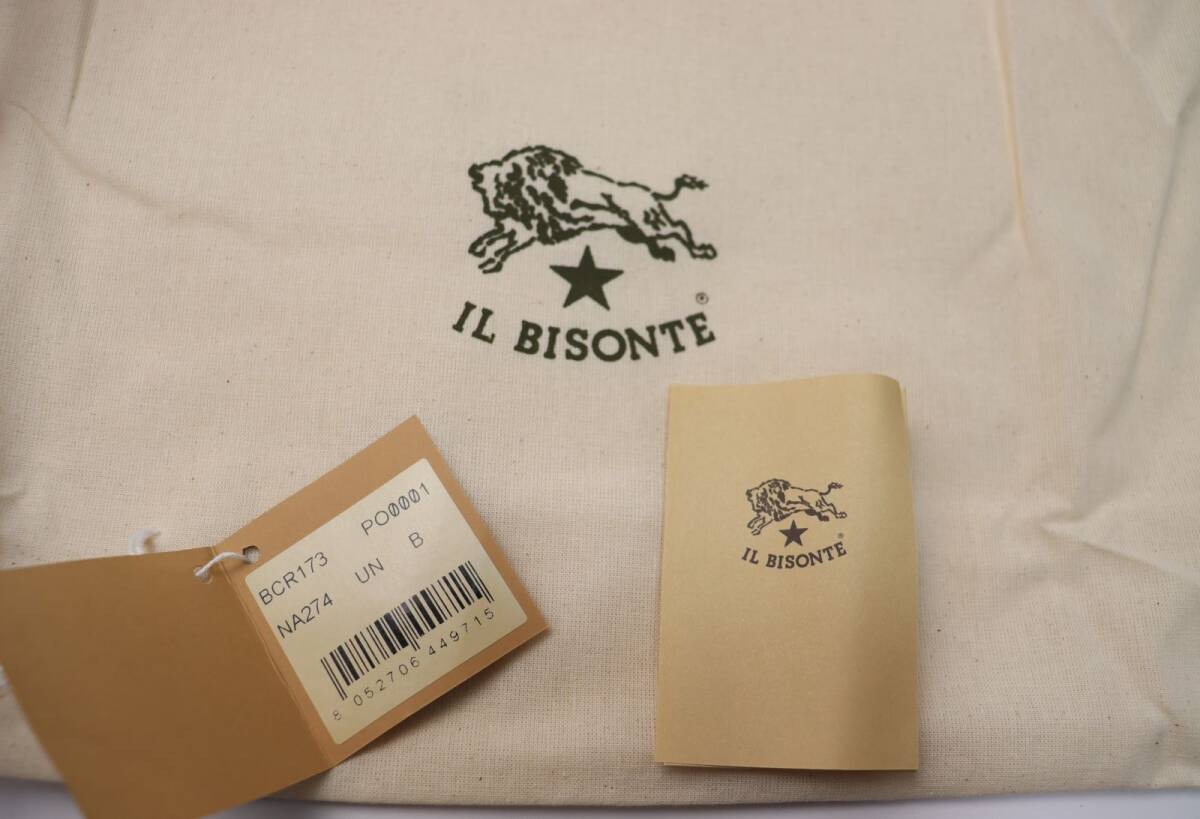 IL BISONTE
®
BCR173 PO0001
NA274 UN B
8 052706 449715
IL BISONTE
®